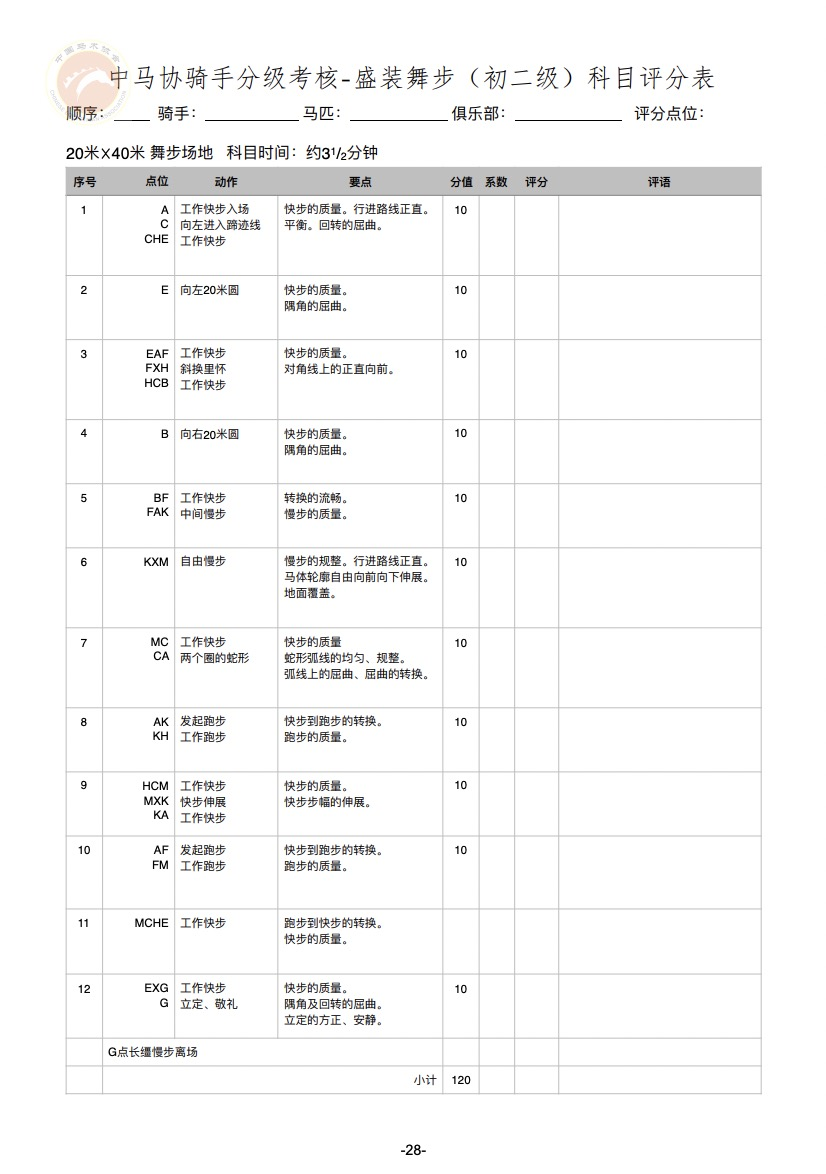 中国马术协会
中马协骑手分级考核-盛装舞步（初二级）科目评分表
顺序： 骑手： 马匹： 俱乐部： 评分点位：
20米X40米 舞步场地 科目时间：约3 1/2分钟
序号 点位 动作 要点 分值 系数 评分 评语
1 A 工作快步入场 快步的质量。行进路线正直。 10
C 向左进入蹄迹线 平衡。回转的屈曲。
CHE 工作快步
2 E 向左20米圆 快步的质量。 10
隅角的屈曲。
3 EAF 工作快步 快步的质量。 10
FXH 斜换里怀 对角线上的正直向前。
HCB 工作快步
4 B 向右20米圆 快步的质量。 10
隅角的屈曲。
5 BF 工作快步 转换的流畅。 10
FAK 中间慢步 慢步的质量。
6 KXM 自由慢步 慢步的规整。行进路线正直。 10
马体轮廓自由向前向下伸展。
地面覆盖。
7 MC 工作快步 快步的质量 10
CA 两个圈的蛇形 蛇形弧线的均匀、规整。
弧线上的屈曲、屈曲的转换。
8 AK 发起跑步 快步到跑步的转换。 10
KH 工作跑步 跑步的质量。
9 HCM 工作快步 快步的质量。 10
MXK 快步伸展 快步步幅的伸展。
KA 工作快步
10 AF 发起跑步 快步到跑步的转换。 10
FM 工作跑步 跑步的质量。
11 MCHE 工作快步 跑步到快步的转换。
快步的质量。
12 EXG 工作快步 快步的质量。 10
G 立定、敬礼 隅角及回转的屈曲。
立定的方正、安静。
G点长缰慢步离场
小计 120
-28-